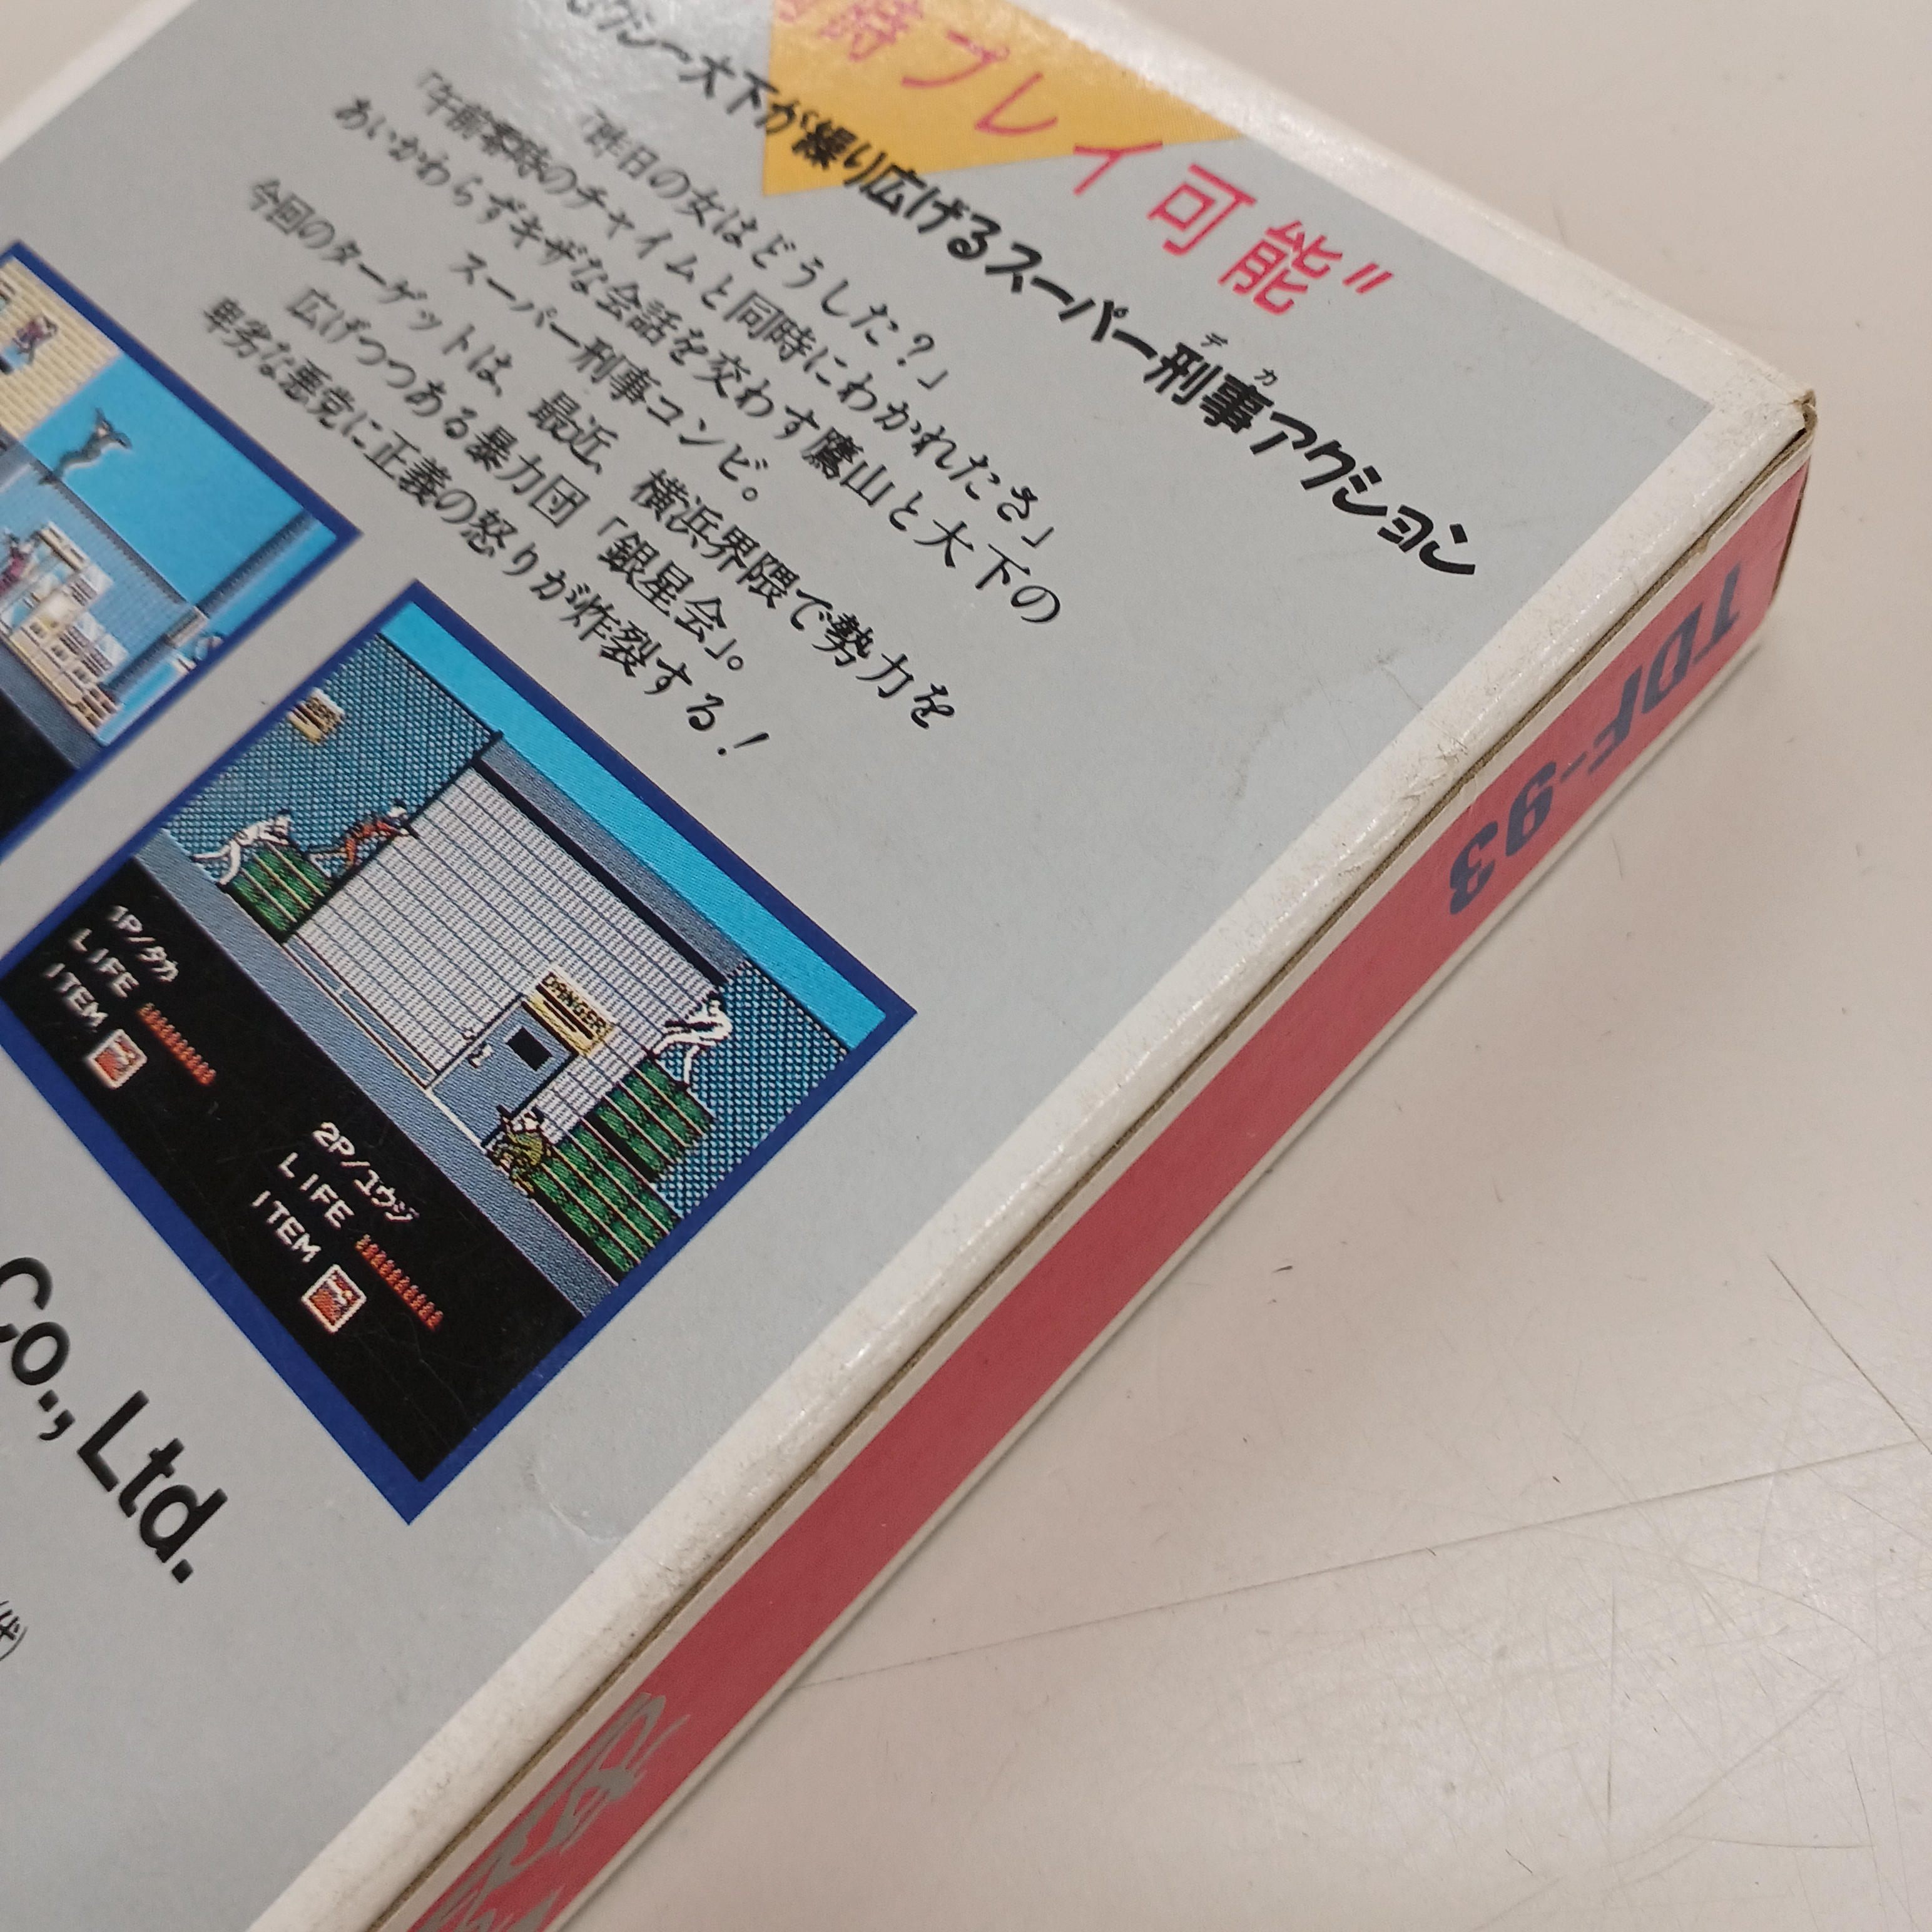 時プレイ可能"
シー大下が繰り広げるスーパー刑事アクション
デカ
「昨日の女はどうした?」
「午前零時のチャイムと同時にわかれたさ」
あいかわらずキザな会話を交わす鷹山と大下の
スーパー刑事コンビ。
今回のターゲットは、最近、横浜界隈で勢力を
広げつつある暴力団「銀星会」。
卑劣な悪党に正義の怒りが炸裂する!
DANGER
1P/タカ
LIFE
ITEM
2P/ユウジ
LIFE
ITEM
Co., Ltd.
TDF-93